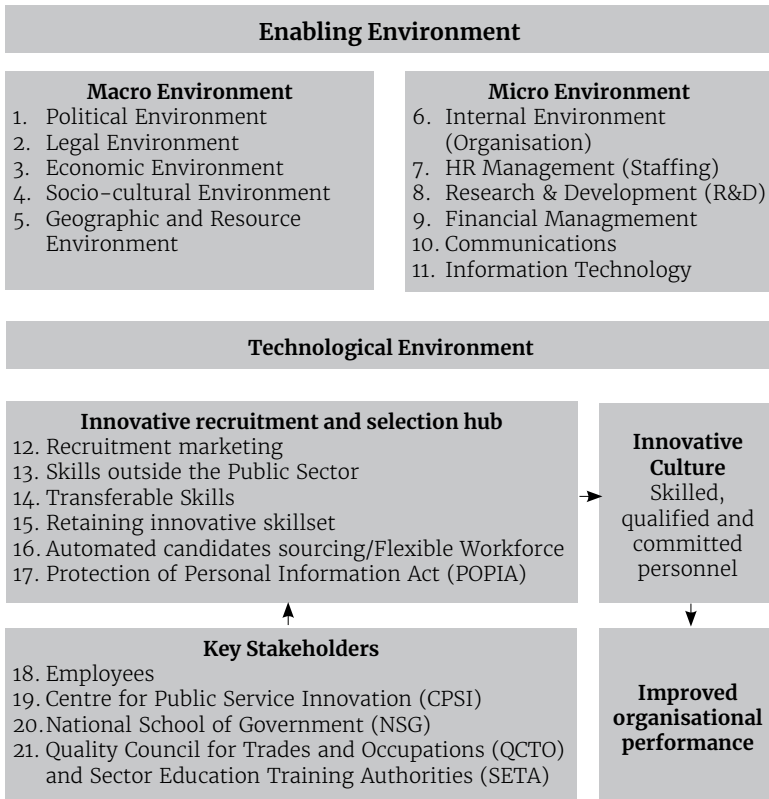 Enabling Environment
Macro Environment
1. Political Environment
2. Legal Environment
3. Economic Environment
4. Socio-cultural Environment
5. Geographic and Resource
Environment
Micro Environment
6. Internal Environment
(Organisation)
7. HR Management (Staffing)
8. Research & Development (R&D)
9. Financial Managmement
10. Communications
11. Information Technology
Technological Environment
Innovative recruitment and selection hub
12. Recruitment marketing
13. Skills outside the Public Sector
14. Transferable Skills
15. Retaining innovative skillset
16. Automated candidates sourcing/Flexible Workforce
17. Protection of Personal Information Act (POPIA)
Innovative
Culture
Skilled,
qualified and
committed
personnel
Key Stakeholders
18. Employees
19. Centre for Public Service Innovation (CPSI)
20. National School of Government (NSG)
21. Quality Council for Trades and Occupations (QCTO)
and Sector Education Training Authorities (SETA)
Improved
organisational
performance